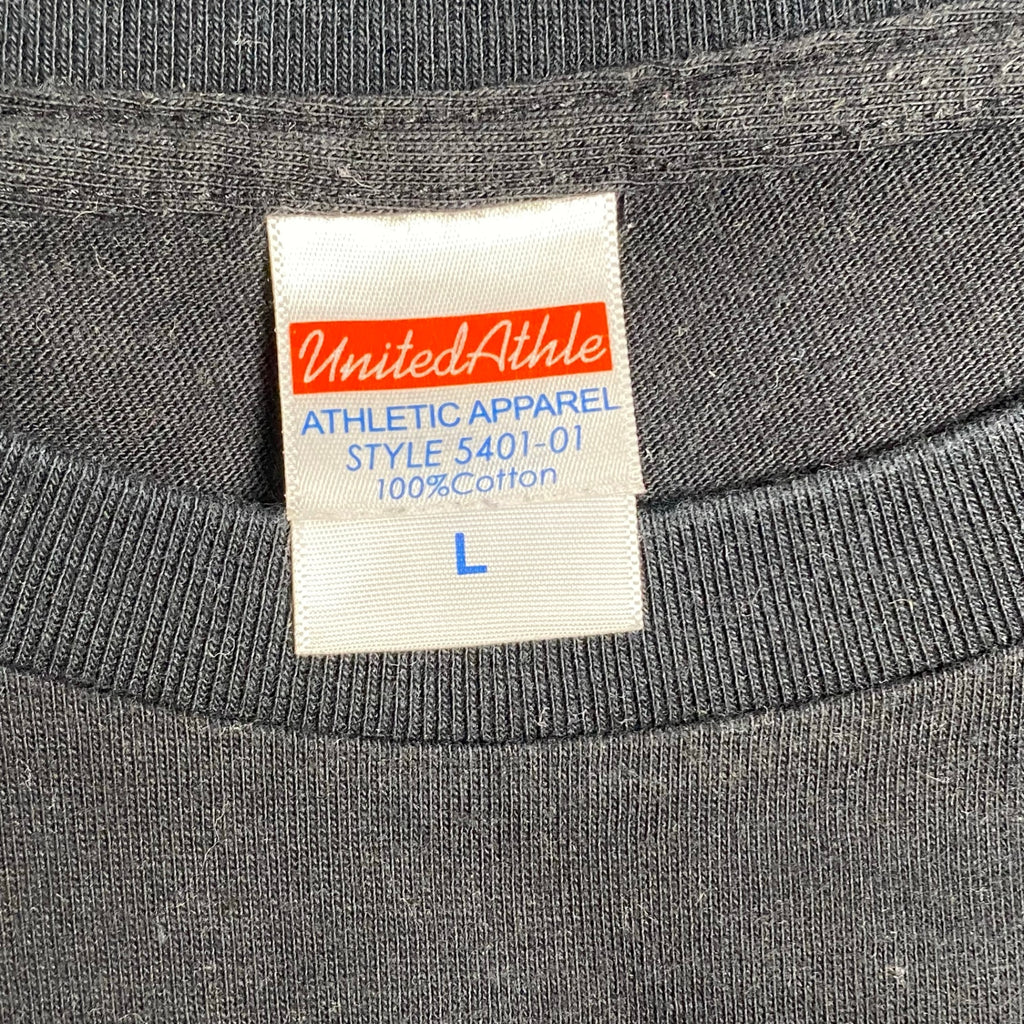 UnitedAthle
ATHLETIC APPAREL
STYLE 5401-01
100%Cotton
L